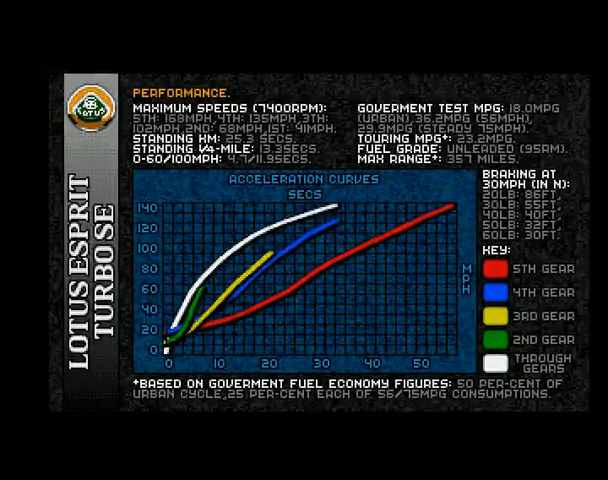 LOTUS
LOTUS ESPRIT
TURBO SE
PERFORMANCE.
MAXIMUM SPEEDS (7400RPM):
5TH: 168MPH,4TH: 135MPH,3TH:
102MPH,2ND: 68MPH,1ST: 41MPH.
STANDING KM: 25.3 SECS.
STANDING 1/4-MILE: 13.3SECS.
0-60/100MPH: 4.7/11.95ECS.
GOVERMENT TEST MPG: 18.0MPG
(URBAN),36.2MPG (56MPH),
29.9MPG (STEADY 75MPH).
TOURING MPG*: 23.2MPG.
FUEL GRADE: UNLEADED (95RM).
MAX RANGE*: 357 MILES.
ACCELERATION CURVES
SECS
140
120
100
80
60
40
20
0
0 10 20 30 40 50
MPH
BRAKING AT
30MPH (IN N):
20LB: 86FT,
30LB: 55FT,
40LB: 40FT,
50LB: 32FT,
60LB: 30FT.
KEY:
5TH GEAR
4TH GEAR
3RD GEAR
2ND GEAR
THROUGH
GEARS
*BASED ON GOVERMENT FUEL ECONOMY FIGURES: 50 PER-CENT OF
URBAN CYCLE,25 PER-CENT EACH OF 56/75MPG CONSUMPTIONS.